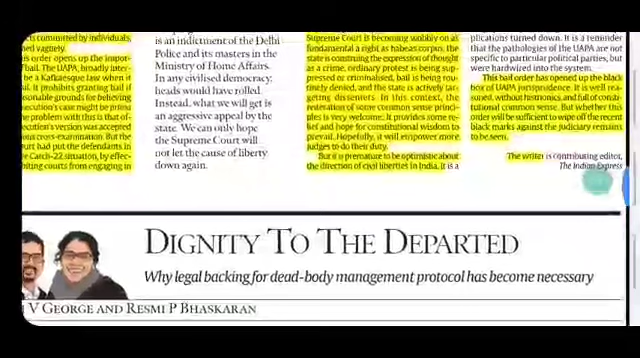 ts committed by individuals,
ned vaguely.
is order opens up the impor-
f bail. The UAPA, broadly inter-
be a Kafkaesque law when it
il. It prohibits granting bail if
sonable grounds for believing
secution's case might be prima
e problem with this is that of-
ecution's version was accepted
ous cross-examination. But the
urt had put the defendants in
e Catch-22 situation, by effec-
biting courts from engaging in
is an indictment of the Delhi
Police and its masters in the
Ministry of Home Affairs.
In any civilised democracy,
heads would have rolled.
Instead, what we will get is
an aggressive appeal by the
state. We can only hope
the Supreme Court will
not let the cause of liberty
down again.
Supreme Court is becoming wobbly on as
fundamental a right as habeas corpus, the
state is construing the expression of thought
as a crime, ordinary protest is being sup-
pressed or criminalised, bail is being rou-
tinely denied, and the state is actively tar-
geting dissenters. In this context, the
reiteration of some common sense princi-
ples is very welcome. It provides some re-
lief and hope for constitutional wisdom to
prevail. Hopefully, it will empower more
judges to do their duty.
But it is premature to be optimistic about
the direction of civil liberties in India. It is a
plications turned down. It is a reminder
that the pathologies of the UAPA are not
specific to particular political parties, but
were hardwired into the system.
This bail order has opened up the black
box of UAPA jurisprudence. It is well rea-
soned, without histrionics, and full of consti-
tutional common sense. But whether this
order will be sufficient to wipe off the recent
black marks against the judiciary remains
to be seen.
The writer is contributing editor,
The Indian Express
DIGNITY TO THE DEPARTED
Why legal backing for dead-body management protocol has become necessary
V GEORGE AND RESMI P BHASKARAN